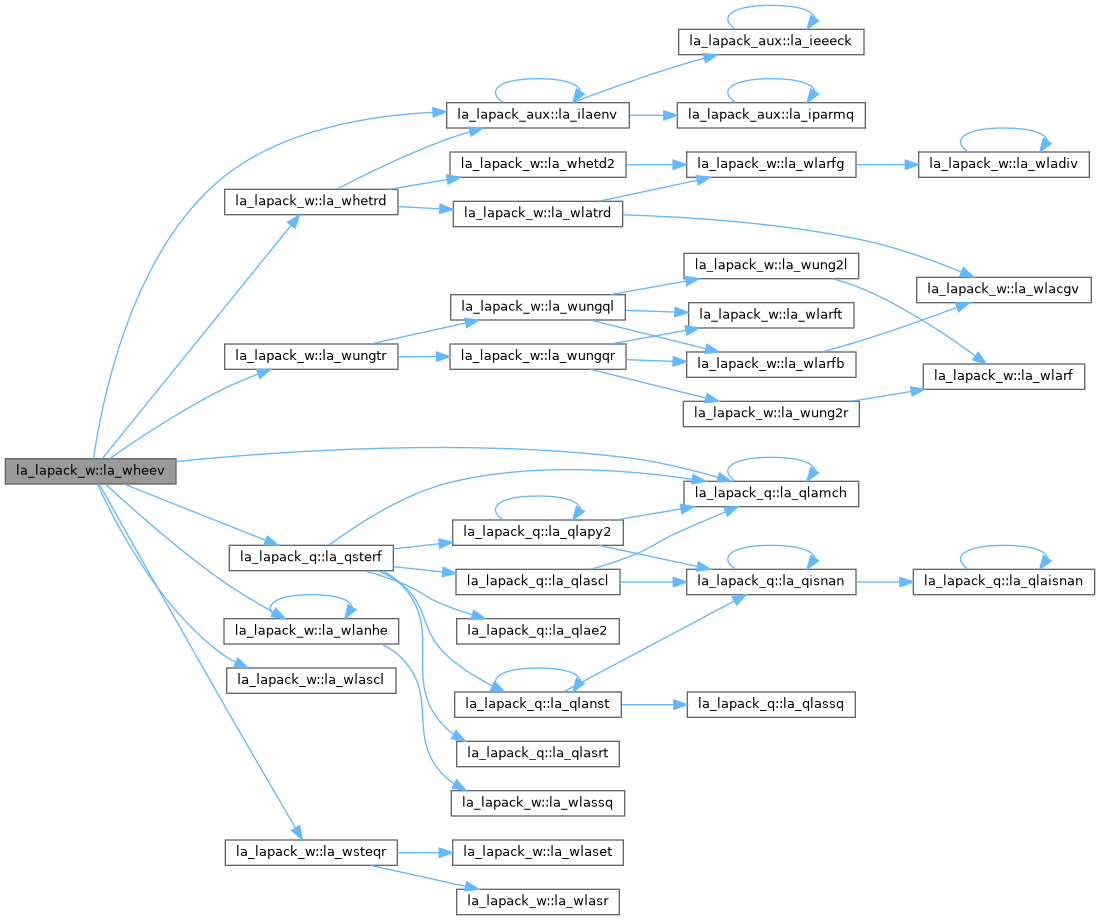 la_lapack_aux::la_ieeeck
la_lapack_aux::la_ilaenv
la_lapack_aux::la_iparmq
la_lapack_w::la_whetd2
la_lapack_w::la_wlarfg
la_lapack_w::la_wladiv
la_lapack_w::la_whetrd
la_lapack_w::la_wlatrd
la_lapack_w::la_wung2l
la_lapack_w::la_wlacgv
la_lapack_w::la_wungql
la_lapack_w::la_wlarft
la_lapack_w::la_wungtr
la_lapack_w::la_wungqr
la_lapack_w::la_wlarfb
la_lapack_w::la_wlarf
la_lapack_w::la_wung2r
la_lapack_w::la_wheev
la_lapack_q::la_qlamch
la_lapack_q::la_qlapy2
la_lapack_q::la_qsterf
la_lapack_q::la_qlascl
la_lapack_q::la_qisnan
la_lapack_q::la_qlaisnan
la_lapack_w::la_wlanhe
la_lapack_q::la_qlae2
la_lapack_w::la_wlascl
la_lapack_q::la_qlanst
la_lapack_q::la_qlassq
la_lapack_q::la_qlasrt
la_lapack_w::la_wlassq
la_lapack_w::la_wsteqr
la_lapack_w::la_wlaset
la_lapack_w::la_wlasr